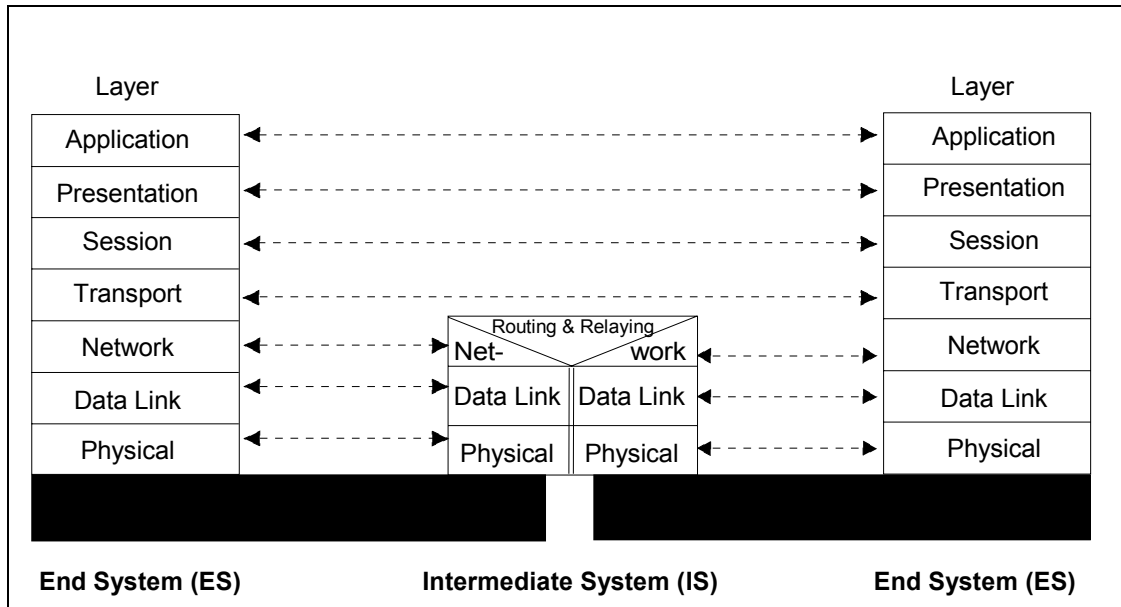 Layer
Application
Presentation
Session
Transport
Network
Data Link
Physical
Routing & Relaying
Net- work
Data Link Data Link
Physical Physical
Layer
Application
Presentation
Session
Transport
Network
Data Link
Physical
End System (ES) Intermediate System (IS) End System (ES)